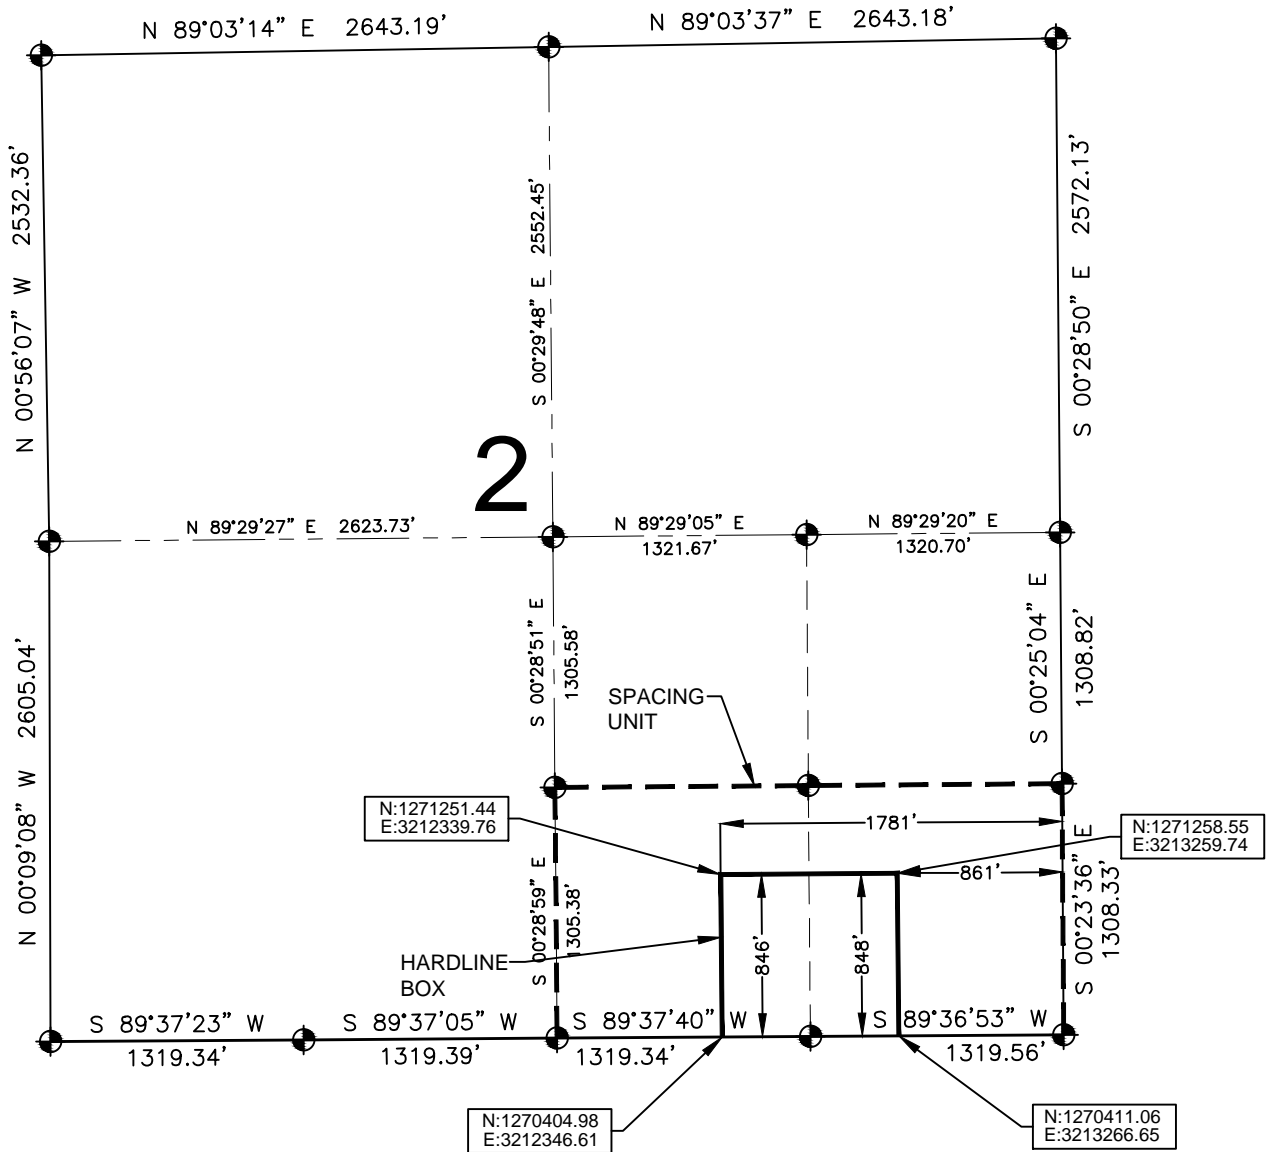 N 89°03'14" E 2643.19'
N 89°03'37" E 2643.18'
N 00°56'07" W 2532.36'
S 00°29'48" E 2552.45'
S 00°28'50" E 2572.13'
2
N 89°29'27" E 2623.73'
N 89°29'05" E
1321.67'
N 89°29'20" E
1320.70'
N 00°09'08" W 2605.04'
S 00°28'51" E
1305.58'
S 00°25'04" E
1308.82'
SPACING
UNIT
N:1271251.44
E:3212339.76
1781'
N:1271258.55
E:3213259.74
861'
S 00°28'59" E
1305.38'
846'
848'
S 00°23'36" E
1308.33'
HARDLINE
BOX
S 89°37'23" W
1319.34'
S 89°37'05" W
1319.39'
S 89°37'40" W
1319.34'
S 89°36'53" W
1319.56'
N:1270404.98
E:3212346.61
N:1270411.06
E:3213266.65